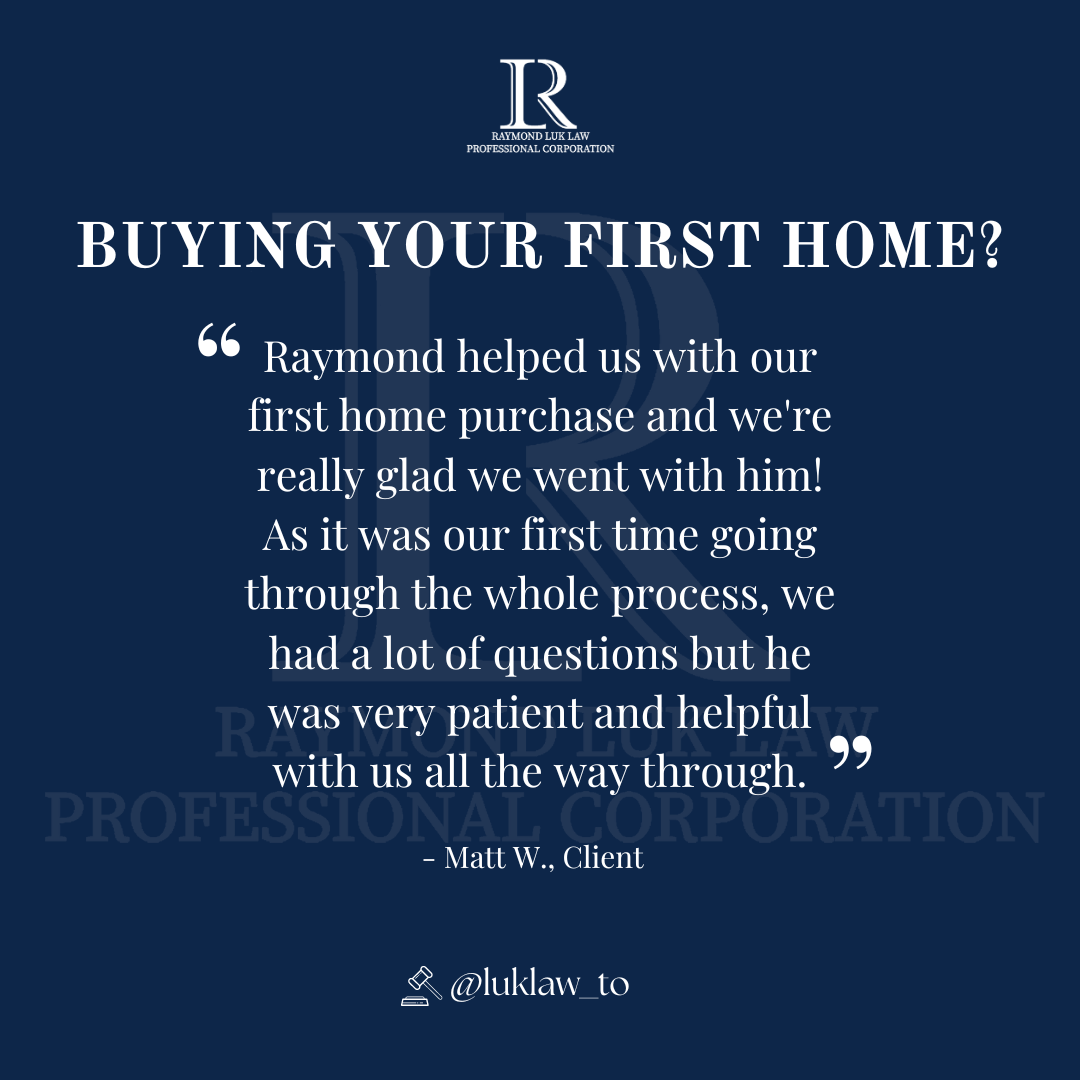 R
RAYMOND LUK LAW
PROFESSIONAL CORPORATION
BUYING YOUR FIRST HOME?
“ Raymond helped us with our
first home purchase and we're
really glad we went with him!
As it was our first time going
through the whole process, we
had a lot of questions but he
was very patient and helpful
with us all the way through. ”
R
RAYMOND LUK LAW
PROFESSIONAL CORPORATION
- Matt W., Client
@luklaw_to